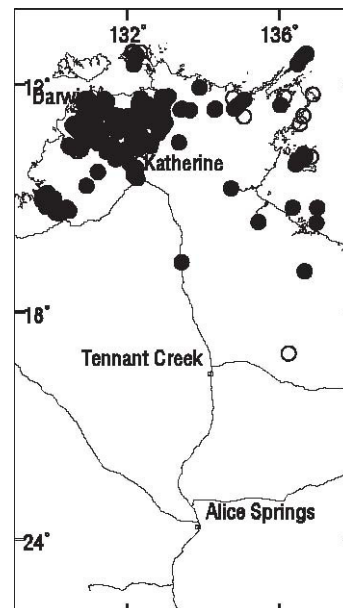 132° 136°
12°
Darwin
Katherine
18°
Tennant Creek
Alice Springs
24°